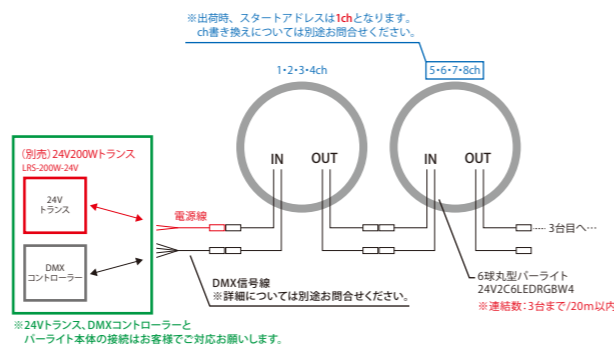 ※出荷時、スタートアドレスは1chとなります。
ch書き換えについては別途お問合せください。
1・2・3・4ch
5・6・7・8ch
IN
OUT
IN
OUT
(別売)24V200Wトランス
LRS-200W-24V
24V
トランス
電源線
3台目へ…
DMX
コントローラー
DMX信号線
※詳細については別途お問合せください。
6球丸型バーライト
24V2C6LEDRGBW4
※連結数:3台まで/20m以内
※24Vトランス、DMXコントローラーと
バーライト本体の接続はお客様でご対応お願いします。